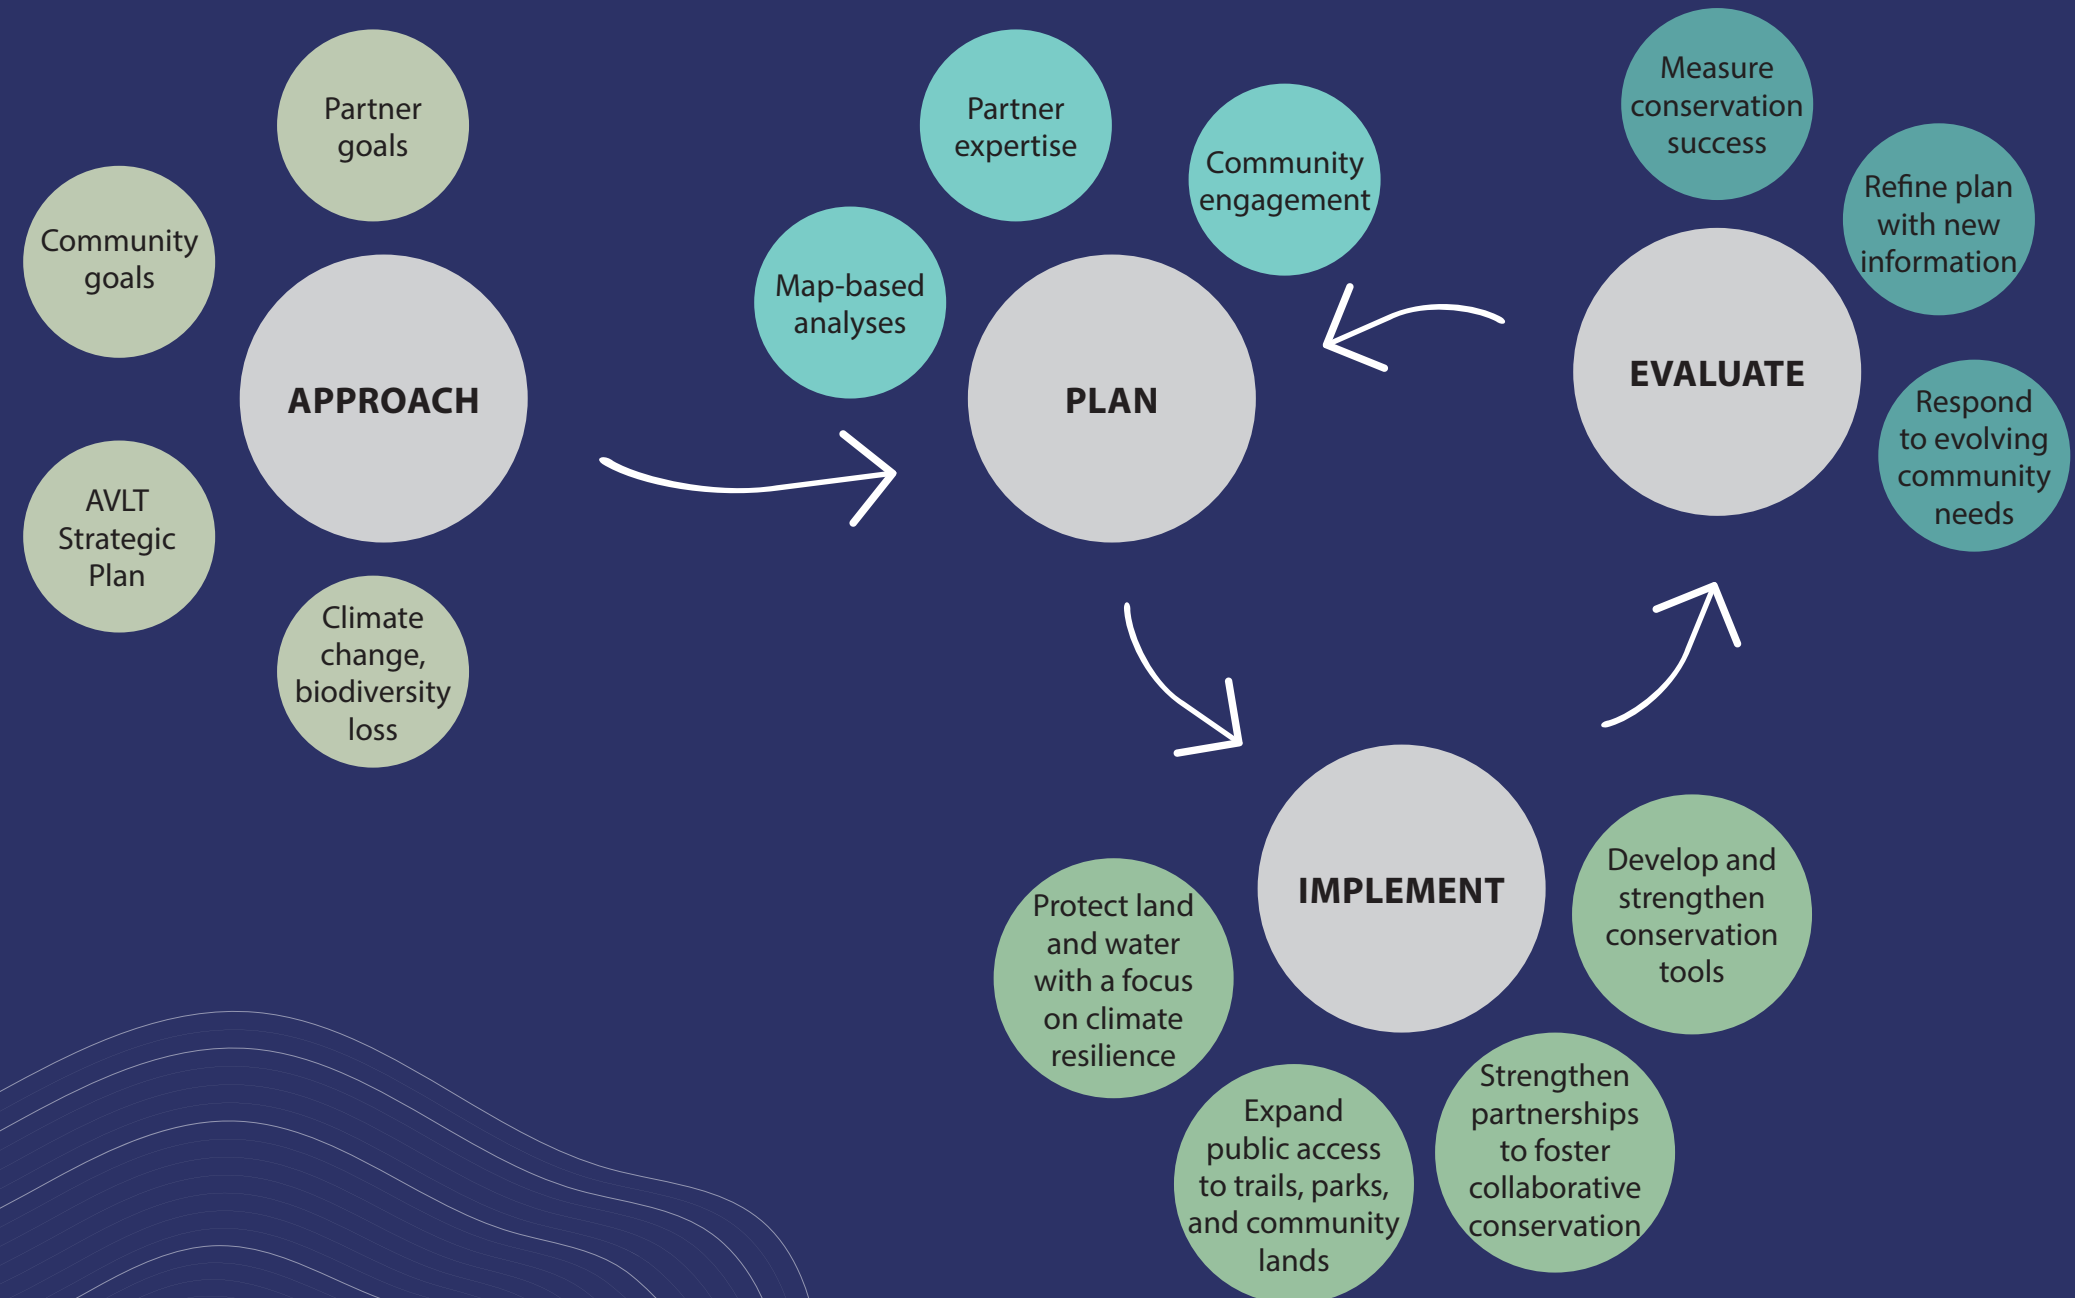 Partner
goals
Community
goals
APPROACH
AVLT
Strategic
Plan
Climate
change,
biodiversity
loss
Partner
expertise
Community
engagement
Map-based
analyses
PLAN
Measure
conservation
success
Refine plan
with new
information
EVALUATE
Respond
to evolving
community
needs
IMPLEMENT
Protect land
and water
with a focus
on climate
resilience
Expand
public access
to trails, parks,
and community
lands
Strengthen
partnerships
to foster
collaborative
conservation
Develop and
strengthen
conservation
tools